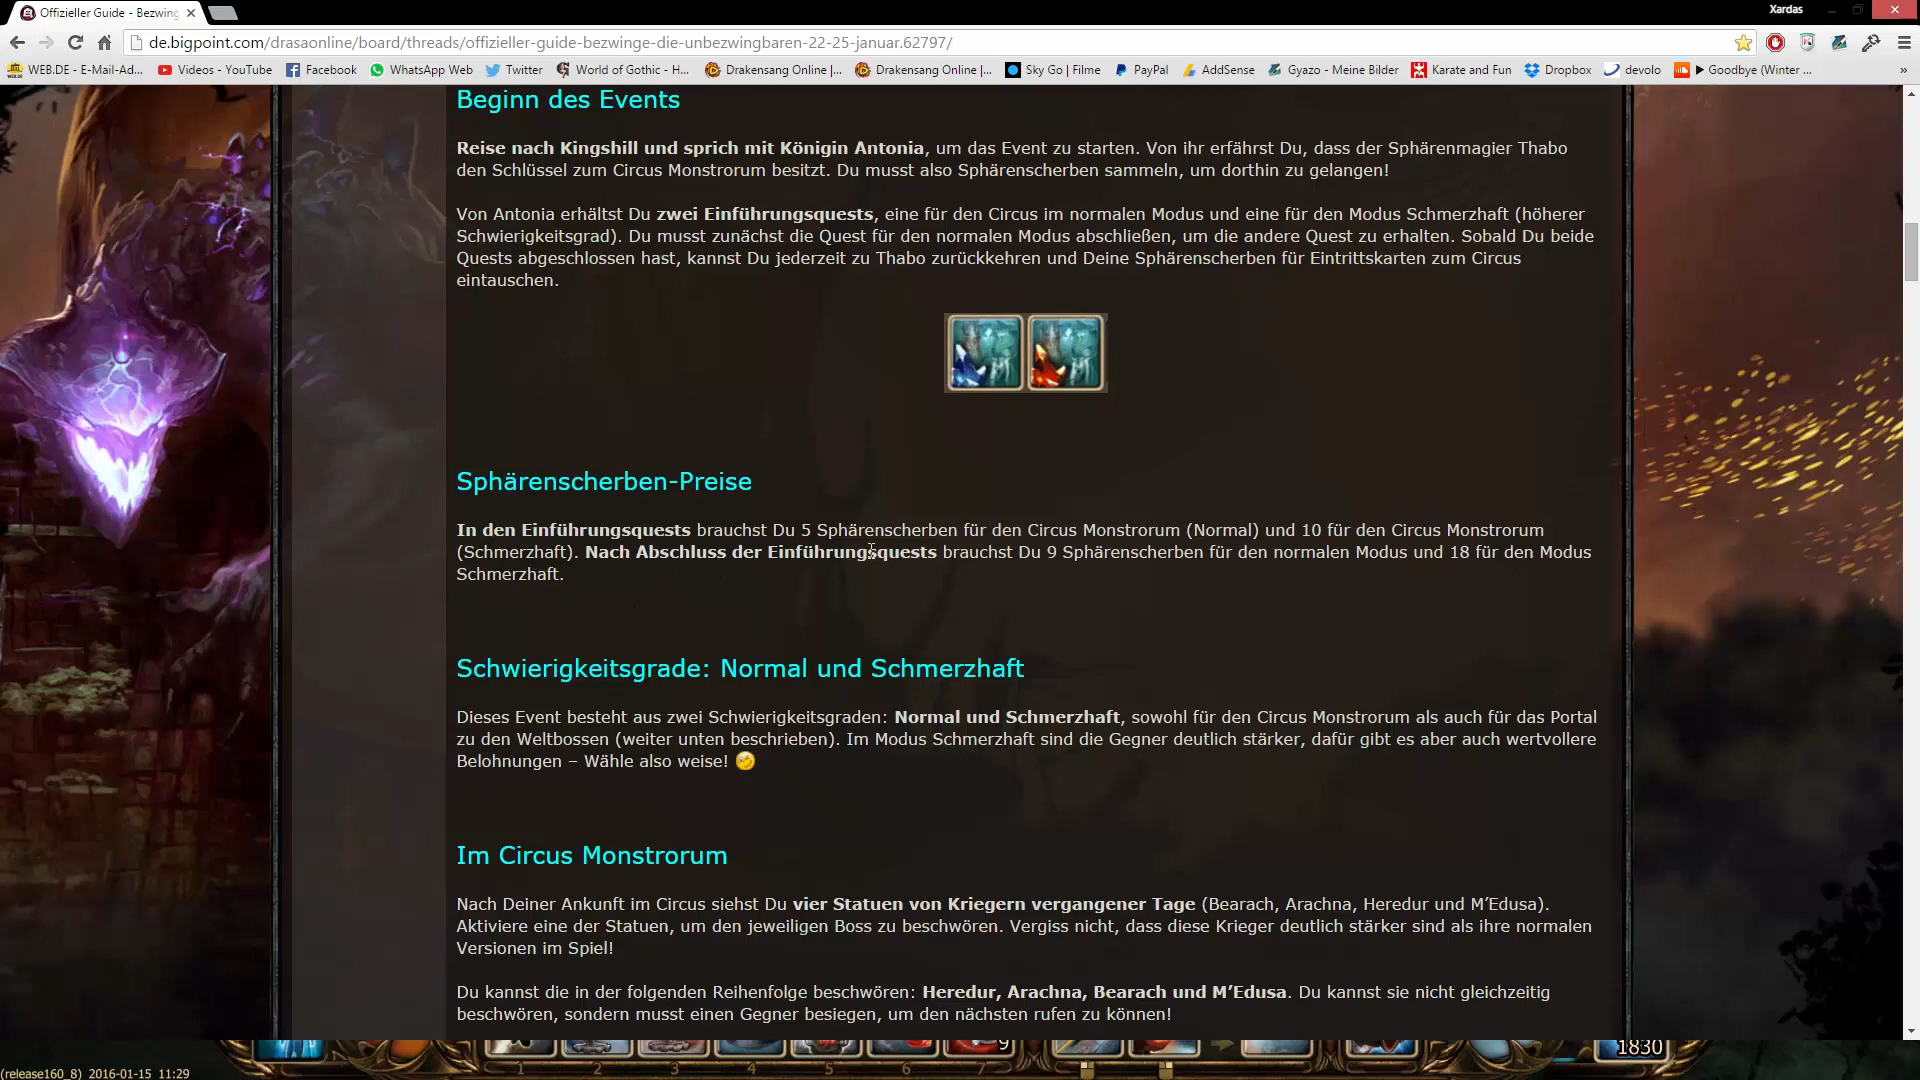 Offizieller Guide - Bezwing
Xardas
de.bigpoint.com/drasaonline/board/threads/offizieller-guide-bezwinge-die-unbezwingbaren-22-25-januar.62797/
WEB.DE - E-Mail-Ad... Videos - YouTube Facebook WhatsApp Web Twitter World of Gothic - H... Drakensang Online |... Drakensang Online |... Sky Go | Filme PayPal AddSense Gyazo - Meine Bilder Karate and Fun Dropbox devolo Goodbye (Winter ... »
Beginn des Events
Reise nach Kingshill und sprich mit Königin Antonia, um das Event zu starten. Von ihr erfährst Du, dass der Sphärenmagier Thabo
den Schlüssel zum Circus Monstrorum besitzt. Du musst also Sphärenscherben sammeln, um dorthin zu gelangen!
Von Antonia erhältst Du zwei Einführungsquests, eine für den Circus im normalen Modus und eine für den Modus Schmerzhaft (höherer
Schwierigkeitsgrad). Du musst zunächst die Quest für den normalen Modus abschließen, um die andere Quest zu erhalten. Sobald Du beide
Quests abgeschlossen hast, kannst Du jederzeit zu Thabo zurückkehren und Deine Sphärenscherben für Eintrittskarten zum Circus
eintauschen.
Sphärenscherben-Preise
In den Einführungsquests brauchst Du 5 Sphärenscherben für den Circus Monstrorum (Normal) und 10 für den Circus Monstrorum
(Schmerzhaft). Nach Abschluss der Einführungsquests brauchst Du 9 Sphärenscherben für den normalen Modus und 18 für den Modus
Schmerzhaft.
Schwierigkeitsgrade: Normal und Schmerzhaft
Dieses Event besteht aus zwei Schwierigkeitsgraden: Normal und Schmerzhaft, sowohl für den Circus Monstrorum als auch für das Portal
zu den Weltbossen (weiter unten beschrieben). Im Modus Schmerzhaft sind die Gegner deutlich stärker, dafür gibt es aber auch wertvollere
Belohnungen – Wähle also weise!
Im Circus Monstrorum
Nach Deiner Ankunft im Circus siehst Du vier Statuen von Kriegern vergangener Tage (Bearach, Arachna, Heredur und M’Edusa).
Aktiviere eine der Statuen, um den jeweiligen Boss zu beschwören. Vergiss nicht, dass diese Krieger deutlich stärker sind als ihre normalen
Versionen im Spiel!
Du kannst die in der folgenden Reihenfolge beschwören: Heredur, Arachna, Bearach und M’Edusa. Du kannst sie nicht gleichzeitig
beschwören, sondern musst einen Gegner besiegen, um den nächsten rufen zu können!
9 1830
1 2 3 4 5 6 7
(release160_8) 2016-01-15 11:29